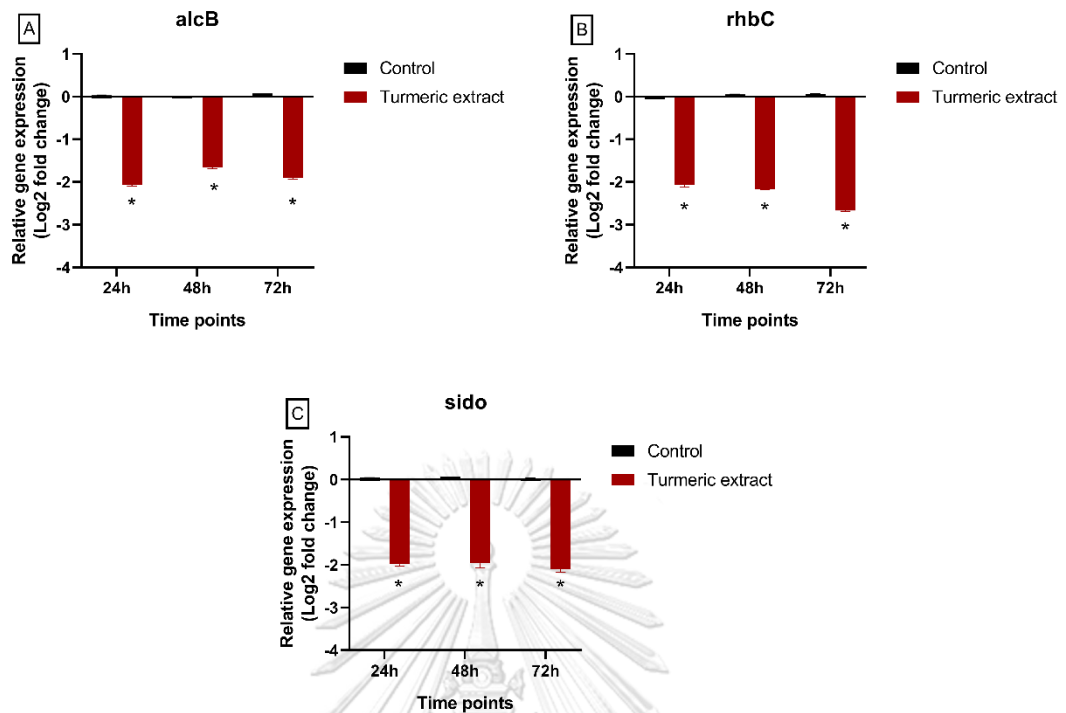 A
alcB
Control
Turmeric extract
Relative gene expression
(Log2 fold change)
1
0
-1
-2
-3
-4
*
*
*
24h
48h
72h
Time points
B
rhbC
Control
Turmeric extract
Relative gene expression
(Log2 fold change)
1
0
-1
-2
-3
-4
*
*
*
24h
48h
72h
Time points
C
sido
Control
Turmeric extract
Relative gene expression
(Log2 fold change)
1
0
-1
-2
-3
-4
*
*
*
24h
48h
72h
Time points